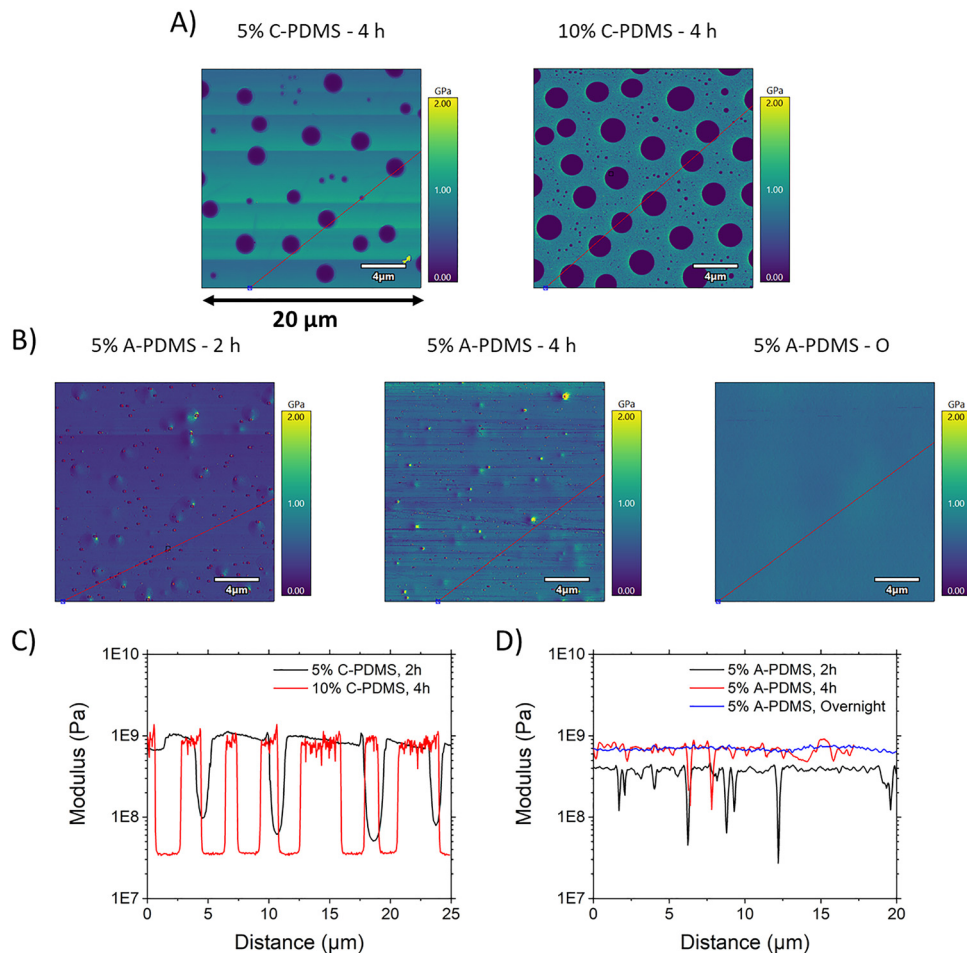 A)
5% C-PDMS - 4 h
10% C-PDMS - 4 h
GPa
2.00
1.00
0.00
4µm
GPa
2.00
1.00
0.00
4µm
20 µm
B)
5% A-PDMS - 2 h
5% A-PDMS - 4 h
5% A-PDMS - O
GPa
2.00
1.00
0.00
4µm
GPa
2.00
1.00
0.00
4µm
GPa
2.00
1.00
0.00
4µm
C)
1E10
1E9
1E8
1E7
Modulus (Pa)
5% C-PDMS, 2h
10% C-PDMS, 4h
0 5 10 15 20 25
Distance (µm)
D)
1E10
1E9
1E8
1E7
Modulus (Pa)
5% A-PDMS, 2h
5% A-PDMS, 4h
5% A-PDMS, Overnight
0 5 10 15 20
Distance (µm)